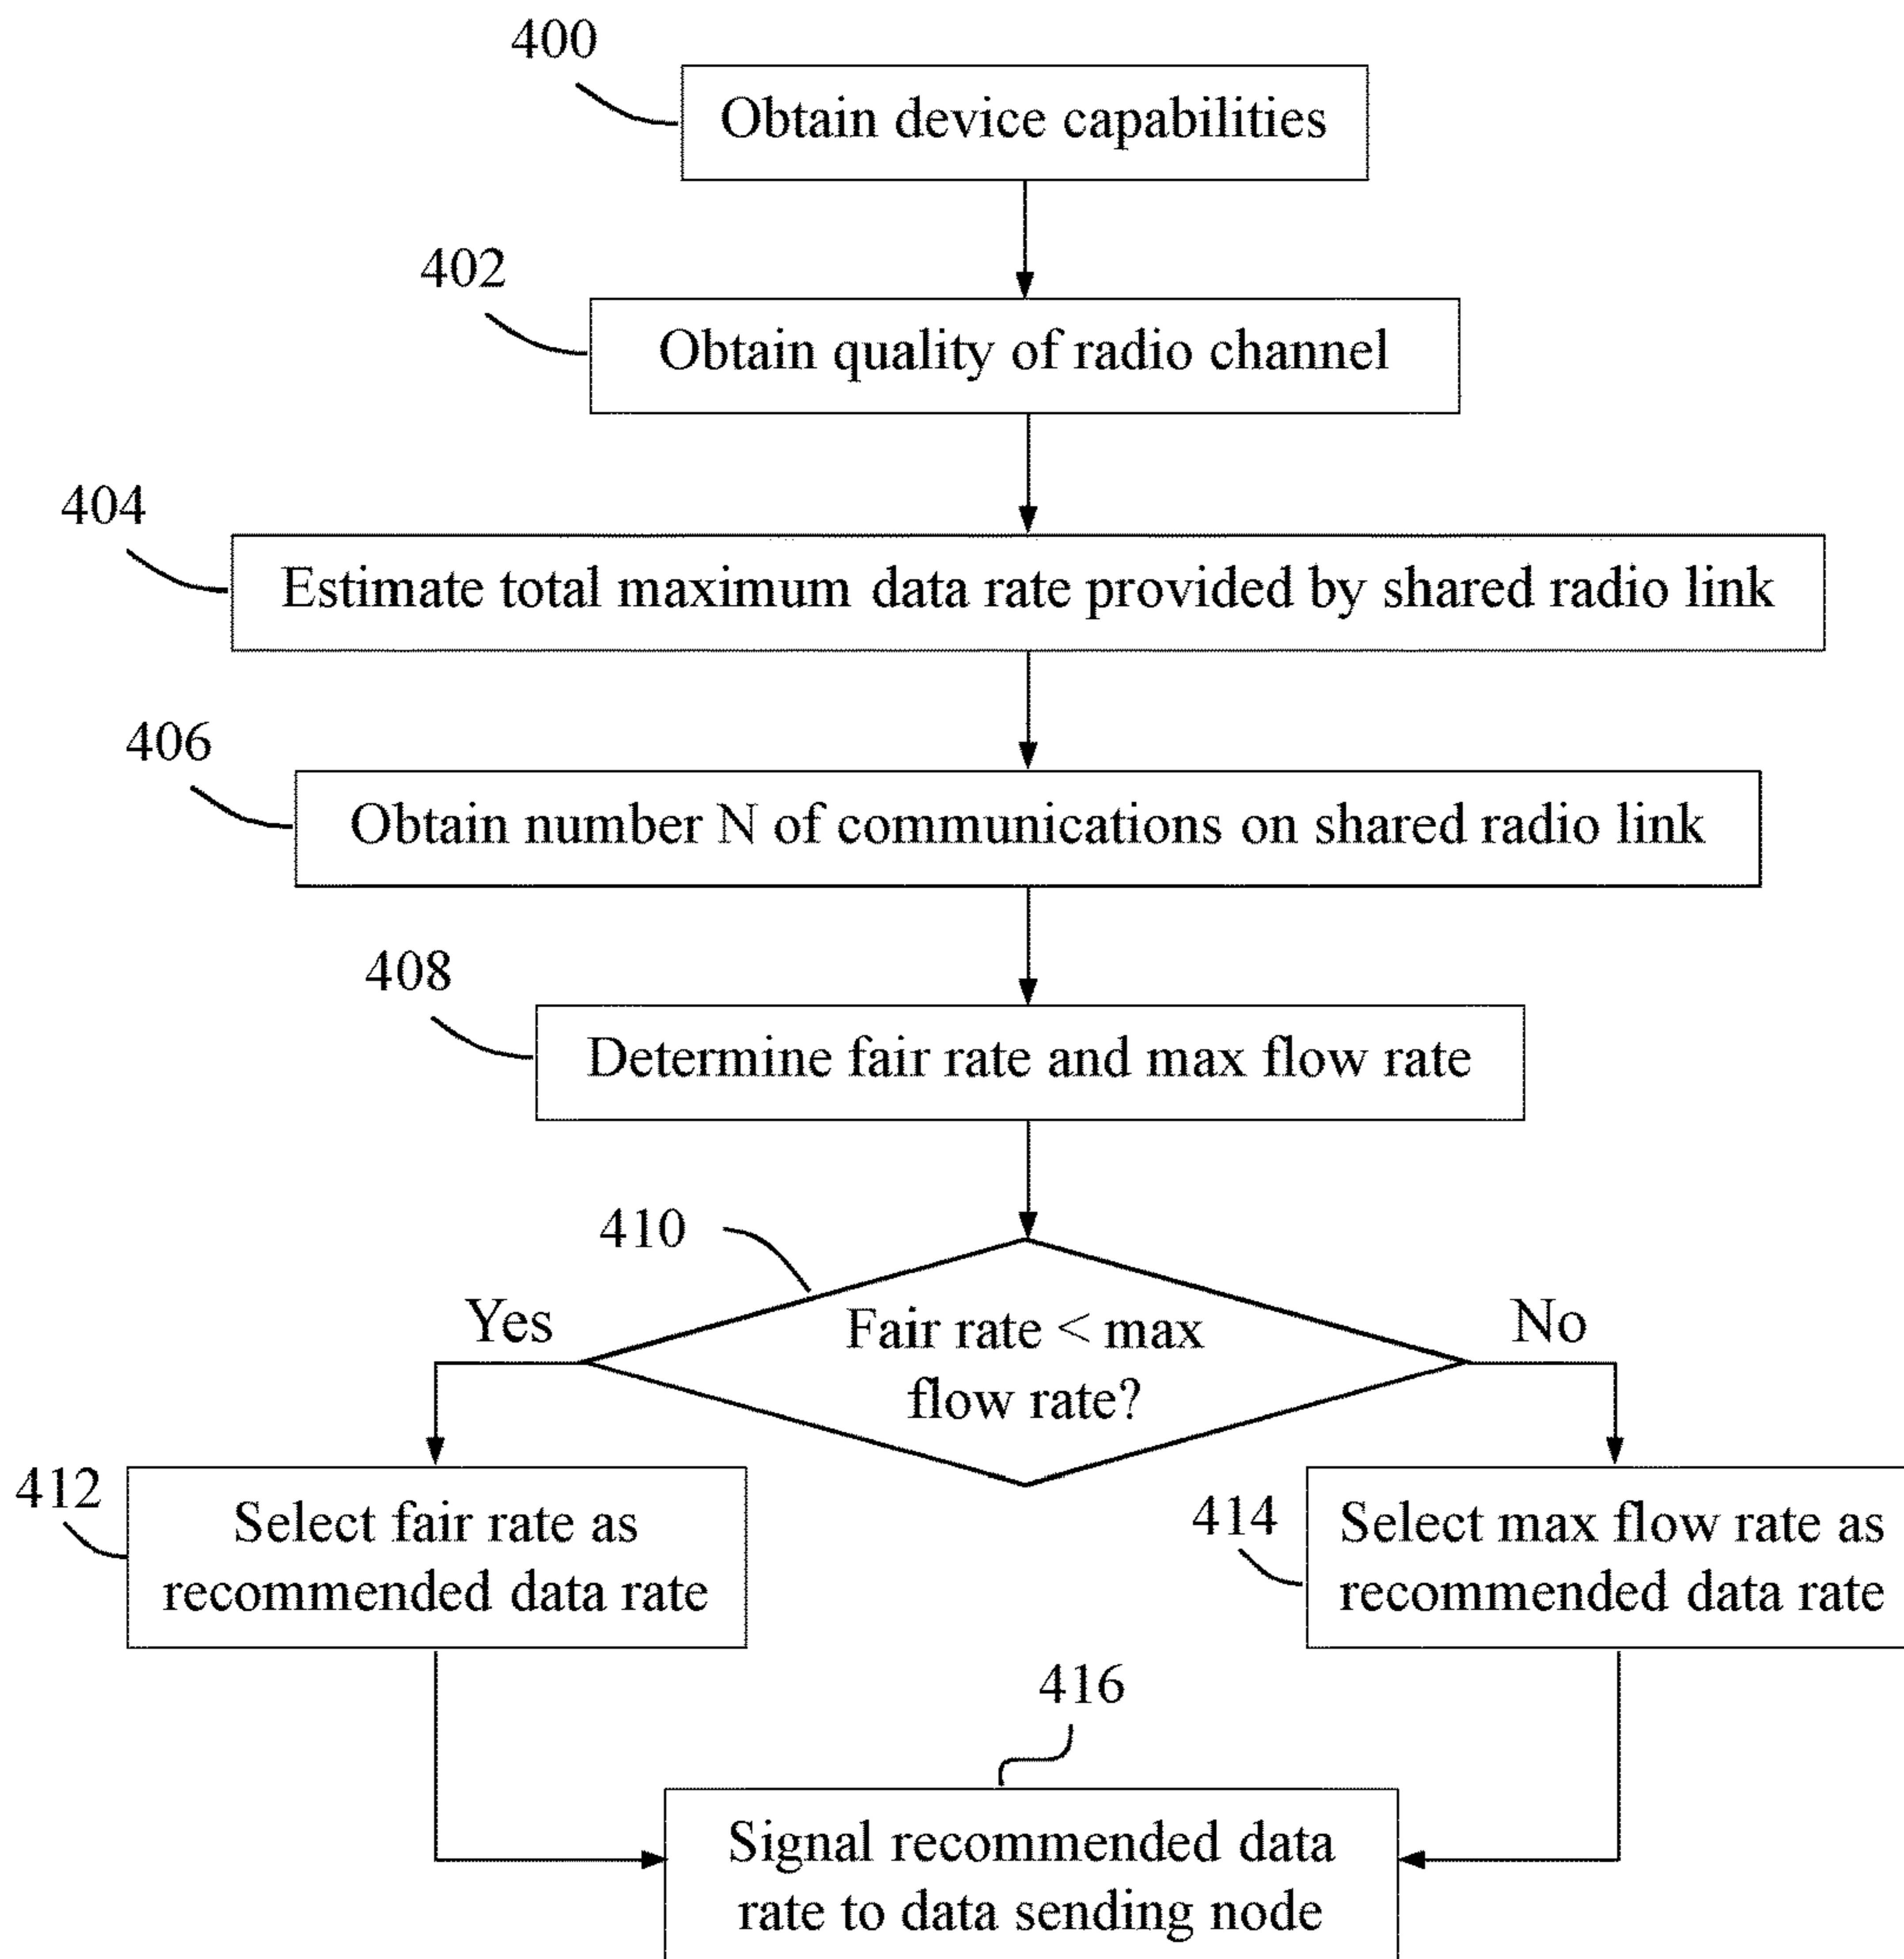 400
Obtain device capabilities
402
Obtain quality of radio channel
404
Estimate total maximum data rate provided by shared radio link
406
Obtain number N of communications on shared radio link
408
Determine fair rate and max flow rate
410
Yes
Fair rate < max
flow rate?
No
412
Select fair rate as
recommended data rate
414
Select max flow rate as
recommended data rate
416
Signal recommended data
rate to data sending node